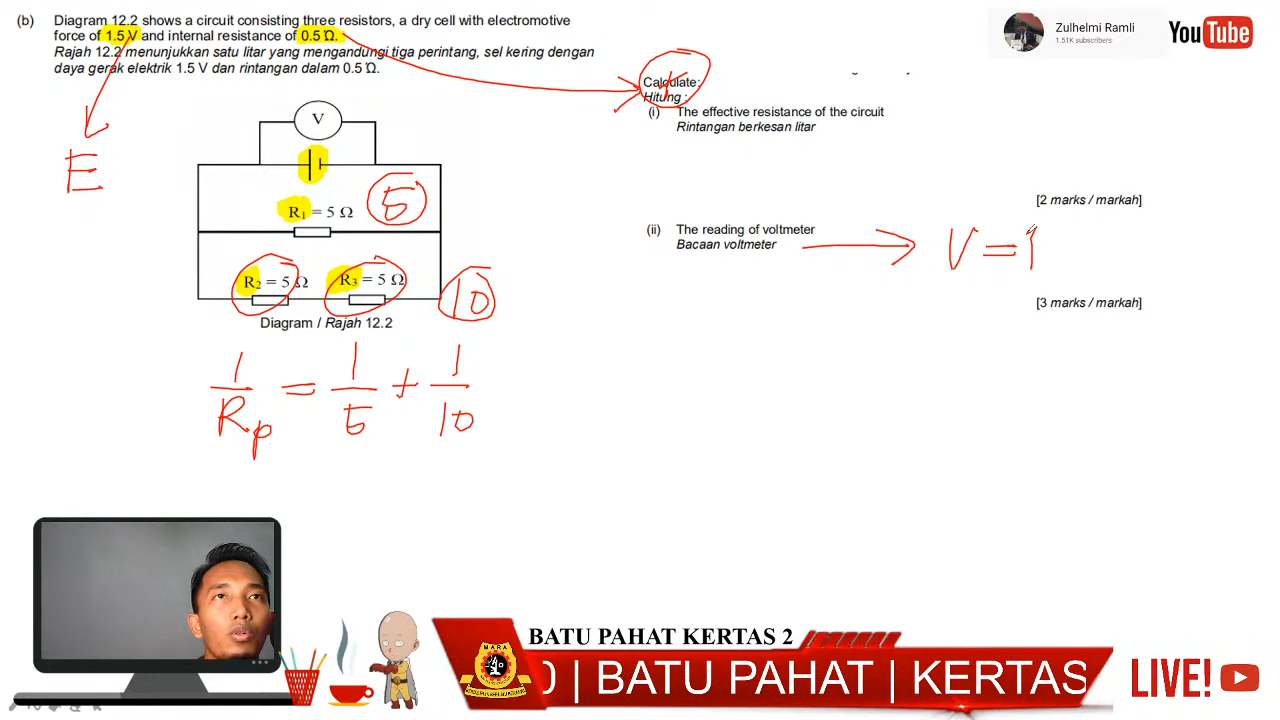 (b) Diagram 12.2 shows a circuit consisting three resistors, a dry cell with electromotive
force of 1.5 V and internal resistance of 0.5 Ω.
Rajah 12.2 menunjukkan satu litar yang mengandungi tiga perintang, sel kering dengan
daya gerak elektrik 1.5 V dan rintangan dalam 0.5 Ω.
E
V
R1 = 5 Ω
5
R2 = 5 Ω
R3 = 5 Ω
10
Diagram / Rajah 12.2
1/Rp = 1/5 + 1/10
Zulhelmi Ramli
1.51K subscribers
YouTube
Calculate:
Hitung :
(i) The effective resistance of the circuit
Rintangan berkesan litar
[2 marks / markah]
(ii) The reading of voltmeter
Bacaan voltmeter
V = 1
[3 marks / markah]
BATU PAHAT KERTAS 2
MARA
0 | BATU PAHAT | KERTAS
LIVE!